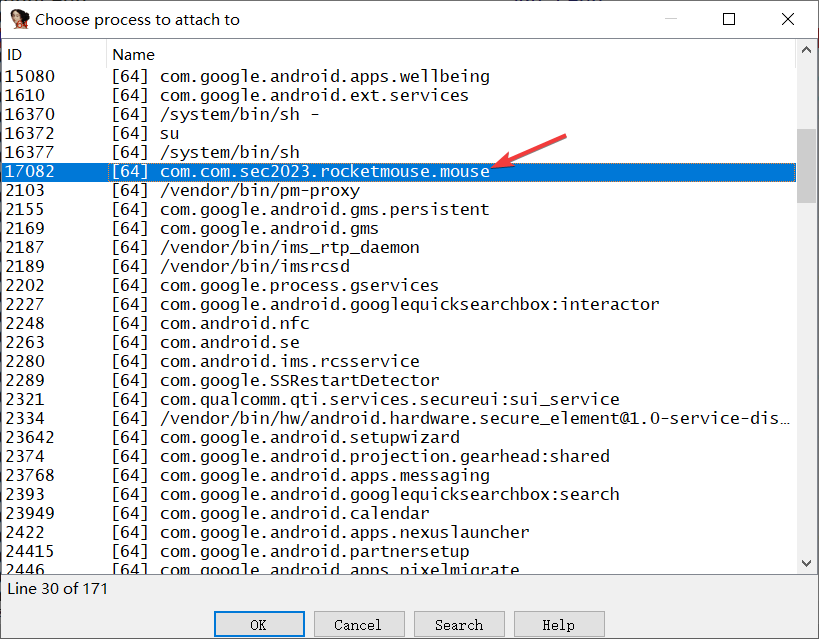 Choose process to attach to
ID Name
15080 [64] com.google.android.apps.wellbeing
1610 [64] com.google.android.ext.services
16370 [64] /system/bin/sh -
16372 [64] su
16377 [64] /system/bin/sh
17082 [64] com.com.sec2023.rocketmouse.mouse
2103 [64] /vendor/bin/pm-proxy
2155 [64] com.google.android.gms.persistent
2169 [64] com.google.android.gms
2187 [64] /vendor/bin/ims_rtp_daemon
2189 [64] /vendor/bin/imsrcsd
2202 [64] com.google.process.gservices
2227 [64] com.google.android.googlequicksearchbox:interactor
2248 [64] com.android.nfc
2263 [64] com.android.se
2280 [64] com.android.ims.rcsservice
2289 [64] com.google.SSRestartDetector
2321 [64] com.qualcomm.qti.services.secureui:sui_service
2334 [64] /vendor/bin/hw/android.hardware.secure_element@1.0-service-dis...
23642 [64] com.google.android.setupwizard
2374 [64] com.google.android.projection.gearhead:shared
23768 [64] com.google.android.apps.messaging
2393 [64] com.google.android.googlequicksearchbox:search
23949 [64] com.google.android.calendar
2422 [64] com.google.android.apps.nexuslauncher
24415 [64] com.google.android.partnersetup
2446 [64] com.google.android.apps.pixelmigrate
Line 30 of 171
OK Cancel Search Help